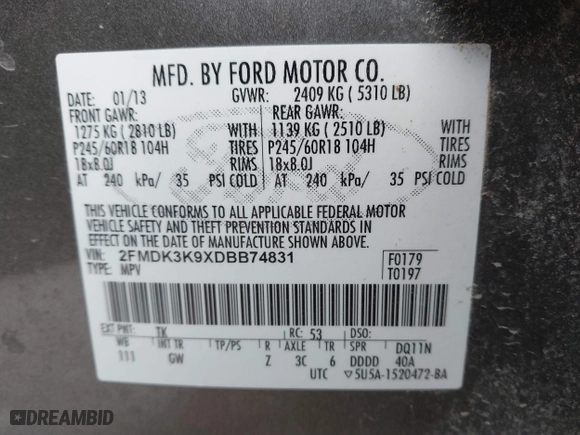 MFD. BY FORD MOTOR CO.
DATE: 01/13 GVWR: 2409 KG ( 5310 LB)
FRONT GAWR: REAR GAWR:
1275 KG ( 2810 LB) WITH 1139 KG ( 2510 LB) WITH
P245/60R18 104H TIRES P245/60R18 104H TIRES
18x8.0J RIMS 18x8.0J RIMS
AT 240 kPa/ 35 PSI COLD AT 240 kPa/ 35 PSI COLD
THIS VEHICLE CONFORMS TO ALL APPLICABLE FEDERAL MOTOR
VEHICLE SAFETY AND THEFT PREVENTION STANDARDS IN
EFFECT ON THE DATE OF MANUFACTURE SHOWN ABOVE.
VIN: 2FMDK3K9XDBB74831 F0179
TYPE: MPV T0197
EXT PNT: TK RC: 53 DSO:
WB INT TR TP/PS R AXLE TR SPR DQ11N
111 GW Z 3C 6 DDDD 40A
UTC ▽5U5A-1520472-BA
DREAMBID